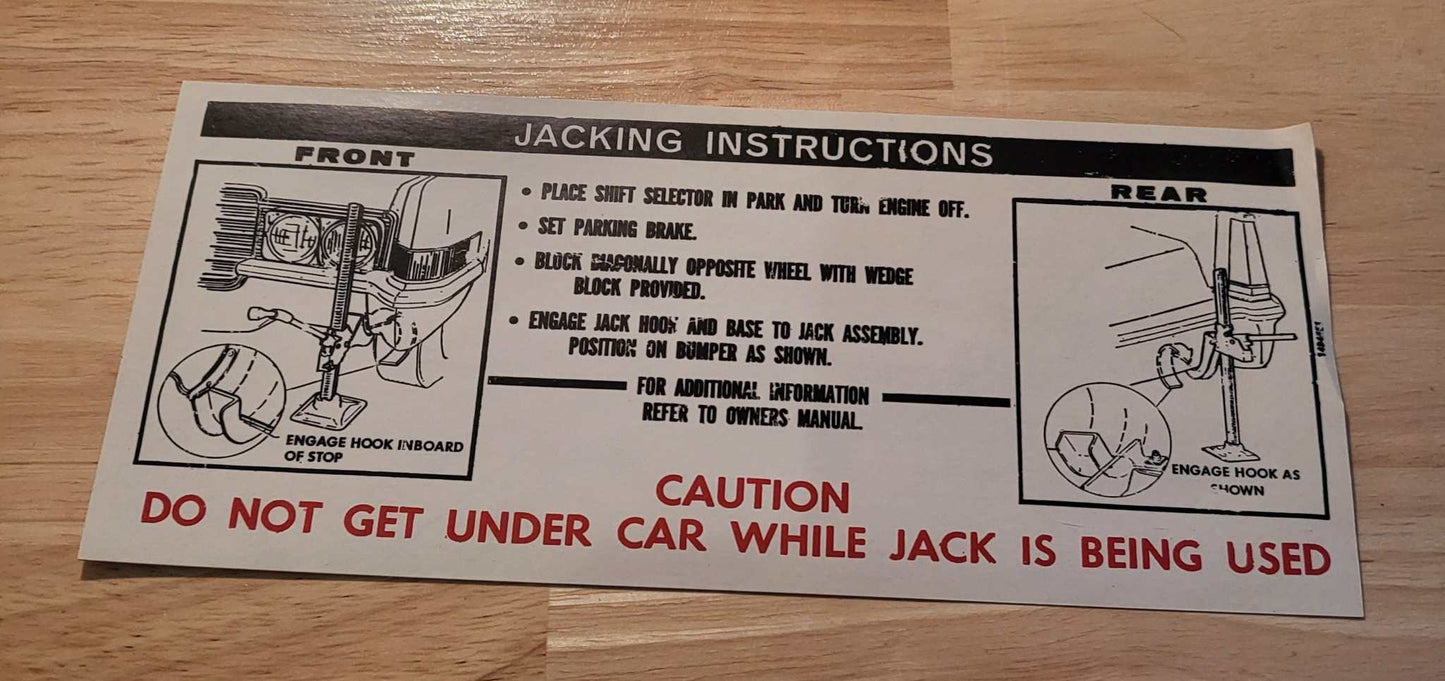 JACKING INSTRUCTIONS
FRONT
ENGAGE HOOK INBOARD
OF STOP
• PLACE SHIFT SELECTOR IN PARK AND TURN ENGINE OFF.
• SET PARKING BRAKE.
• BLOCK DIAGONALLY OPPOSITE WHEEL WITH WEDGE
BLOCK PROVIDED.
• ENGAGE JACK HOOK AND BASE TO JACK ASSEMBLY.
POSITION ON BUMPER AS SHOWN.
FOR ADDITIONAL INFORMATION
REFER TO OWNERS MANUAL.
REAR
ENGAGE HOOK AS
SHOWN
CAUTION
DO NOT GET UNDER CAR WHILE JACK IS BEING USED